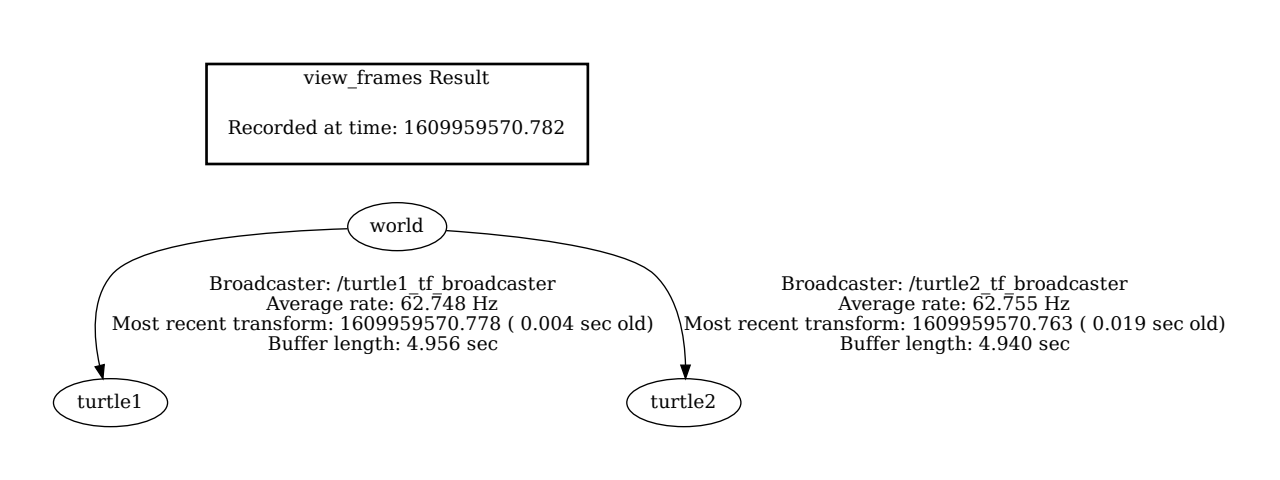 view_frames Result
Recorded at time: 1609959570.782
world
Broadcaster: /turtle1_tf_broadcaster
Average rate: 62.748 Hz
Most recent transform: 1609959570.778 ( 0.004 sec old)
Buffer length: 4.956 sec
Broadcaster: /turtle2_tf_broadcaster
Average rate: 62.755 Hz
Most recent transform: 1609959570.763 ( 0.019 sec old)
Buffer length: 4.940 sec
turtle1
turtle2